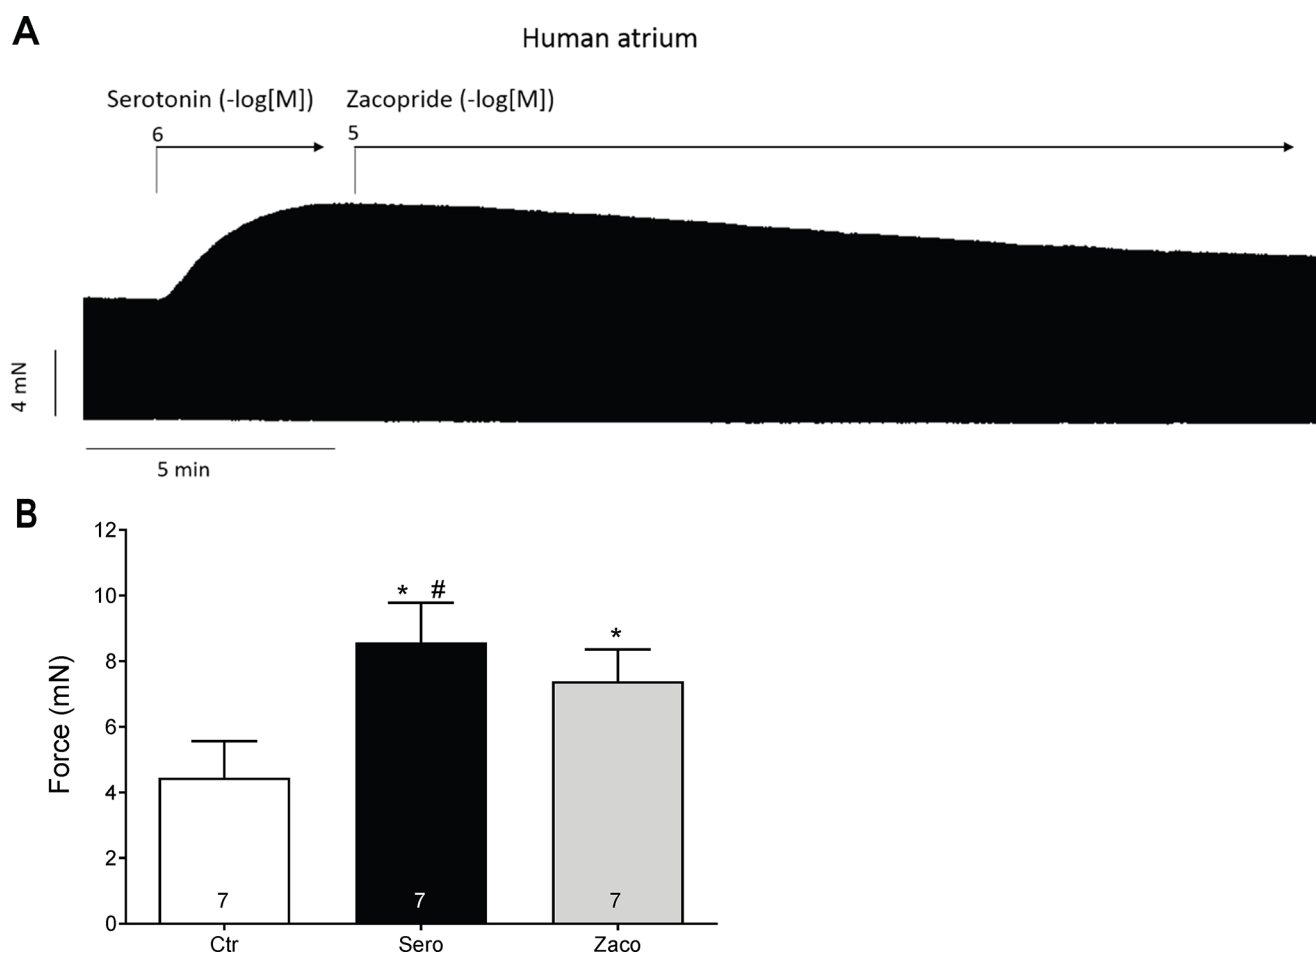 A
Human atrium
Serotonin (-log[M]) Zacopride (-log[M])
6 5
4 mN
5 min
B
12
10
8
6
4
2
0
Force (mN)
* #
*
7 7 7
Ctr Sero Zaco